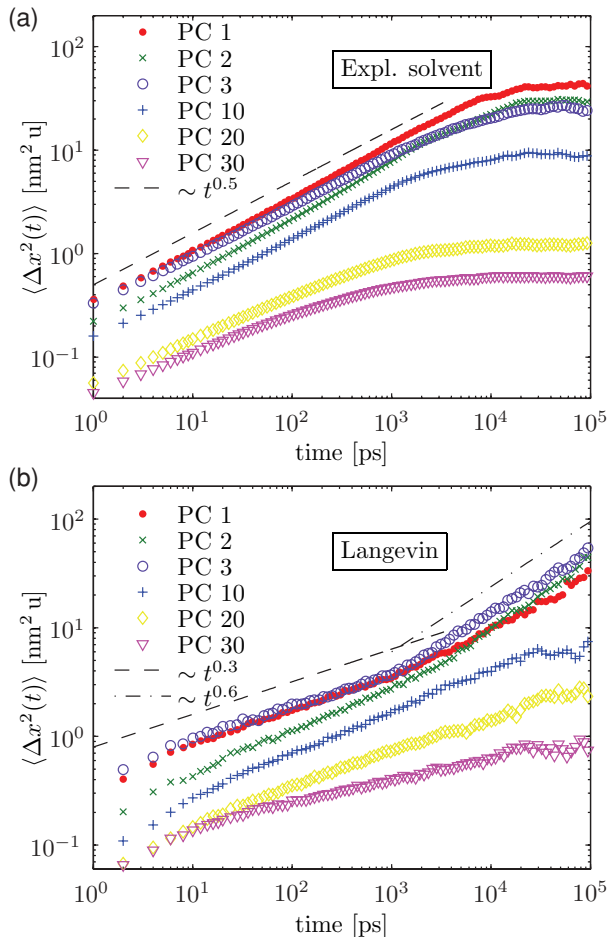 (a)
10²
10¹
10⁰
10⁻¹
⟨Δx²(t)⟩ [nm² u]
PC 1
PC 2
PC 3
PC 10
PC 20
PC 30
∼ t^0.5
Expl. solvent
10⁰ 10¹ 10² 10³ 10⁴ 10⁵
time [ps]
(b)
10²
10¹
10⁰
10⁻¹
⟨Δx²(t)⟩ [nm² u]
PC 1
PC 2
PC 3
PC 10
PC 20
PC 30
∼ t^0.3
∼ t^0.6
Langevin
10⁰ 10¹ 10² 10³ 10⁴ 10⁵
time [ps]